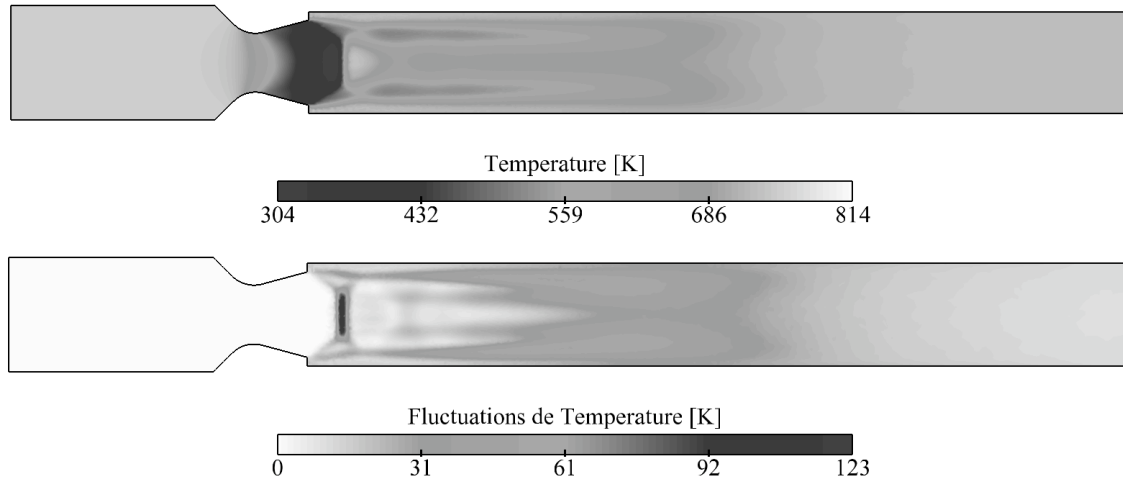 Temperature [K]
304 432 559 686 814
Fluctuations de Temperature [K]
0 31 61 92 123